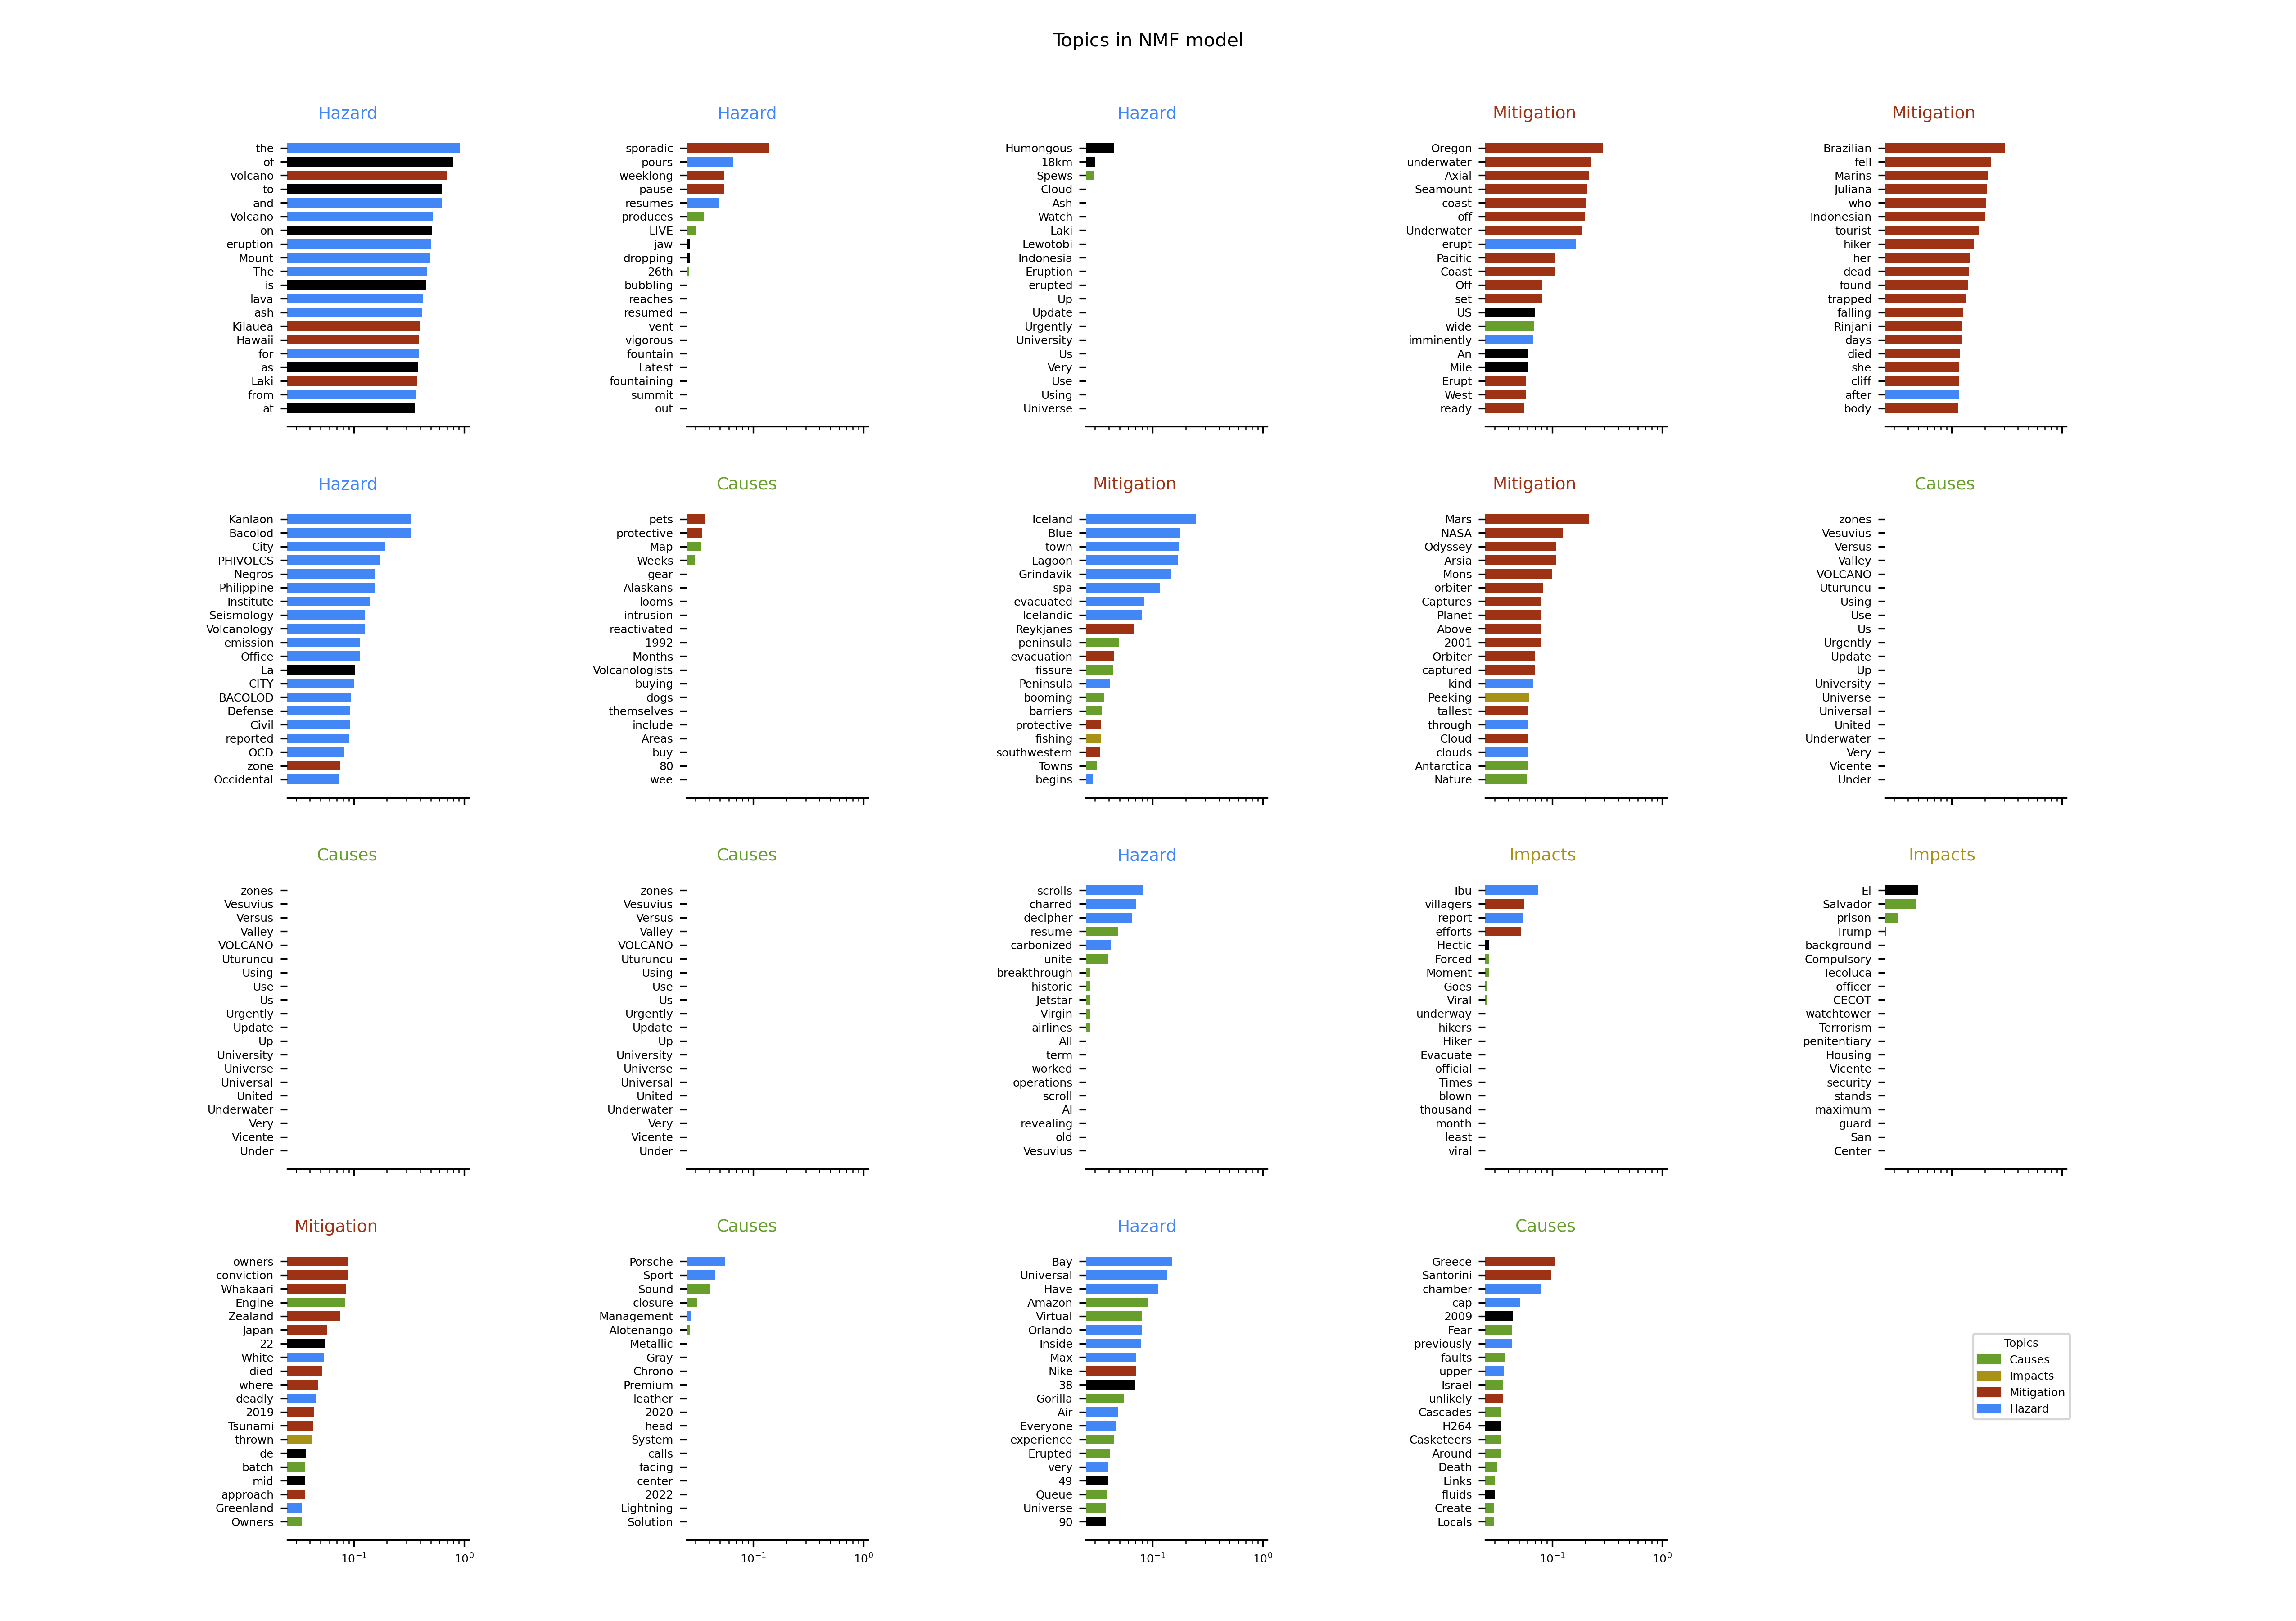 Topics in NMF model
Hazard
the
of
volcano
to
and
Volcano
on
eruption
Mount
The
is
lava
ash
Kilauea
Hawaii
for
as
Laki
from
at
Hazard
sporadic
pours
weeklong
pause
resumes
produces
LIVE
jaw
dropping
26th
bubbling
reaches
resumed
vent
vigorous
fountain
Latest
fountaining
summit
out
Hazard
Humongous
18km
Spews
Cloud
Ash
Watch
Laki
Lewotobi
Indonesia
Eruption
erupted
Up
Update
Urgently
University
Us
Very
Use
Using
Universe
Mitigation
Oregon
underwater
Axial
Seamount
coast
off
Underwater
erupt
Pacific
Coast
Off
set
US
wide
imminently
An
Mile
Erupt
West
ready
Mitigation
Brazilian
fell
Marins
Juliana
who
Indonesian
tourist
hiker
her
dead
found
trapped
falling
Rinjani
days
died
she
cliff
after
body
Hazard
Kanlaon
Bacolod
City
PHIVOLCS
Negros
Philippine
Institute
Seismology
Volcanology
emission
Office
La
CITY
BACOLOD
Defense
Civil
reported
OCD
zone
Occidental
Causes
pets
protective
Map
Weeks
gear
Alaskans
looms
intrusion
reactivated
1992
Months
Volcanologists
buying
dogs
themselves
include
Areas
buy
80
wee
Mitigation
Iceland
Blue
town
Lagoon
Grindavik
spa
evacuated
Icelandic
Reykjanes
peninsula
evacuation
fissure
Peninsula
booming
barriers
protective
fishing
southwestern
Towns
begins
Mitigation
Mars
NASA
Odyssey
Arsia
Mons
orbiter
Captures
Planet
Above
2001
Orbiter
captured
kind
Peeking
tallest
through
Cloud
clouds
Antarctica
Nature
Causes
zones
Vesuvius
Versus
Valley
VOLCANO
Uturuncu
Using
Use
Us
Urgently
Update
Up
University
Universe
Universal
United
Underwater
Very
Vicente
Under
Causes
zones
Vesuvius
Versus
Valley
VOLCANO
Uturuncu
Using
Use
Us
Urgently
Update
Up
University
Universe
Universal
United
Underwater
Very
Vicente
Under
Causes
zones
Vesuvius
Versus
Valley
VOLCANO
Uturuncu
Using
Use
Us
Urgently
Update
Up
University
Universe
Universal
United
Underwater
Very
Vicente
Under
Hazard
scrolls
charred
decipher
resume
carbonized
unite
breakthrough
historic
Jetstar
Virgin
airlines
All
term
worked
operations
scroll
AI
revealing
old
Vesuvius
Impacts
Ibu
villagers
report
efforts
Hectic
Forced
Moment
Goes
Viral
underway
hikers
Hiker
Evacuate
official
Times
blown
thousand
month
least
viral
Impacts
El
Salvador
prison
Trump
background
Compulsory
Tecoluca
officer
CECOT
watchtower
Terrorism
penitentiary
Housing
Vicente
security
stands
maximum
guard
San
Center
Mitigation
owners
conviction
Whakaari
Engine
Zealand
Japan
22
White
died
where
deadly
2019
Tsunami
thrown
de
batch
mid
approach
Greenland
Owners
10⁻¹ 10⁰
Causes
Porsche
Sport
Sound
closure
Management
Alotenango
Metallic
Gray
Chrono
Premium
leather
2020
head
System
calls
facing
center
2022
Lightning
Solution
10⁻¹ 10⁰
Hazard
Bay
Universal
Have
Amazon
Virtual
Orlando
Inside
Max
Nike
38
Gorilla
Air
Everyone
experience
Erupted
very
49
Queue
Universe
90
10⁻¹ 10⁰
Causes
Greece
Santorini
chamber
cap
2009
Fear
previously
faults
upper
Israel
unlikely
Cascades
H264
Casketeers
Around
Death
Links
fluids
Create
Locals
10⁻¹ 10⁰
Topics
Causes
Impacts
Mitigation
Hazard